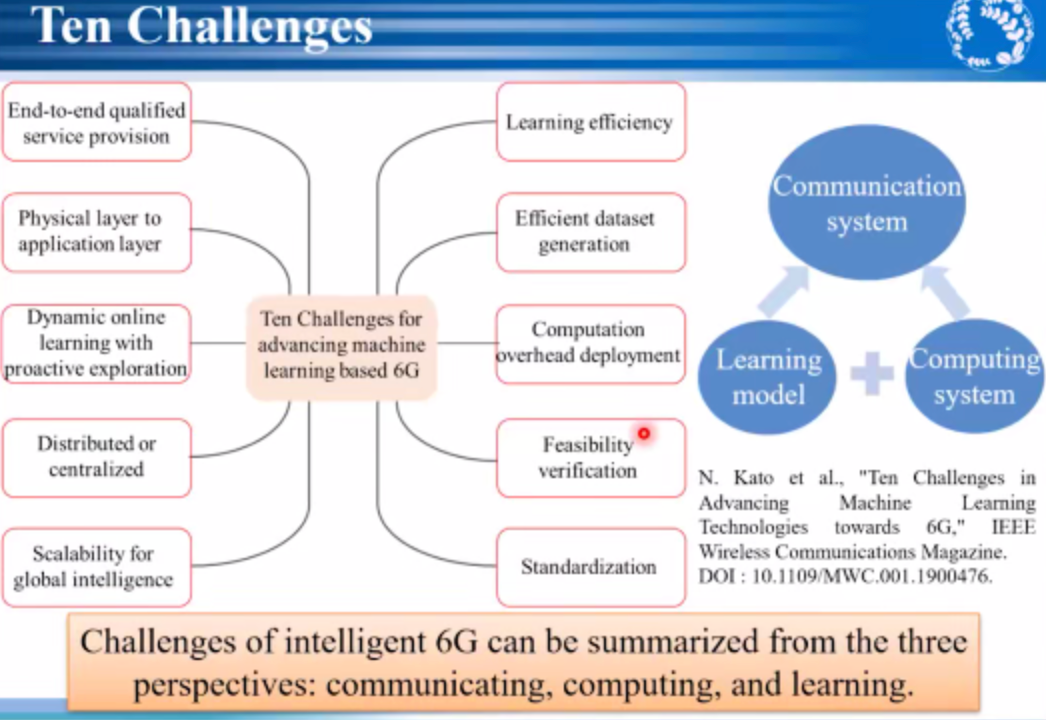 Ten Challenges
End-to-end qualified
service provision
Physical layer to
application layer
Dynamic online
learning with
proactive exploration
Distributed or
centralized
Scalability for
global intelligence
Ten Challenges for
advancing machine
learning based 6G
Learning efficiency
Efficient dataset
generation
Computation
overhead deployment
Feasibility
verification
Standardization
Communication
system
Learning
model
Computing
system
N. Kato et al., "Ten Challenges in
Advancing Machine Learning
Technologies towards 6G," IEEE
Wireless Communications Magazine.
DOI : 10.1109/MWC.001.1900476.
Challenges of intelligent 6G can be summarized from the three
perspectives: communicating, computing, and learning.